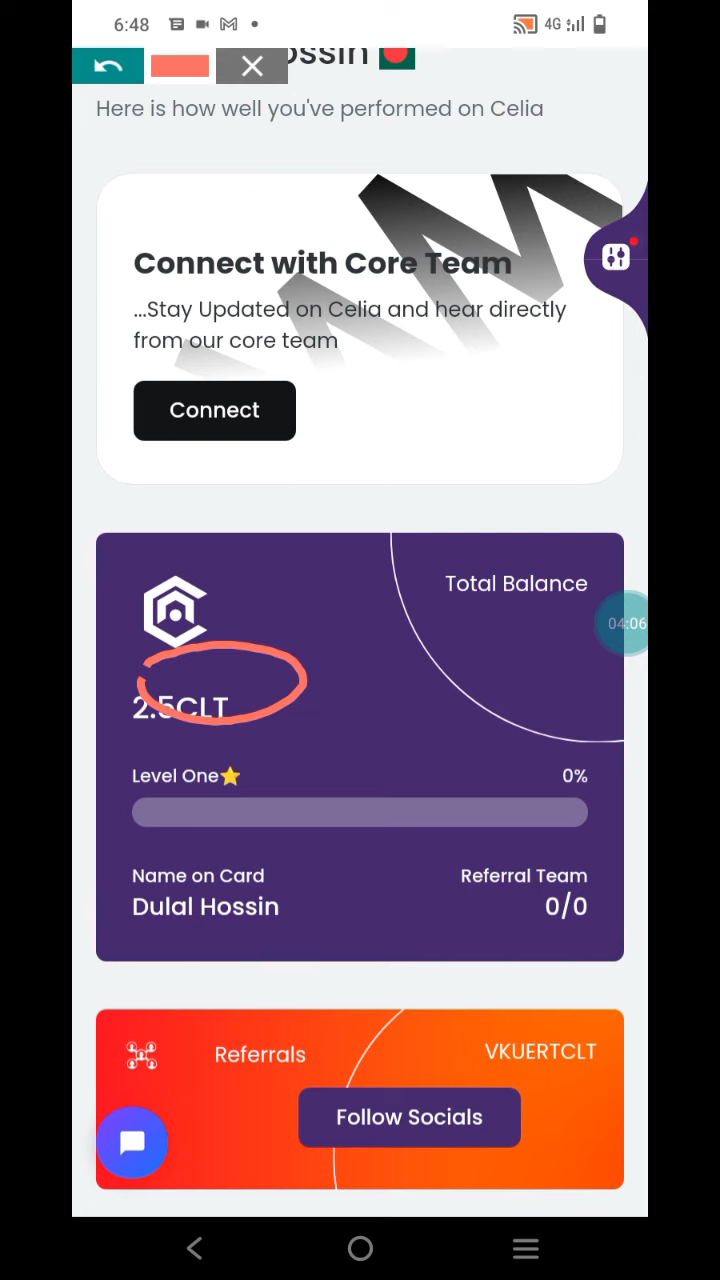 6:48
4G
ossin
Here is how well you've performed on Celia
Connect with Core Team
...Stay Updated on Celia and hear directly
from our core team
Connect
Total Balance
04:06
2.5CLT
Level One⭐ 0%
Name on Card Referral Team
Dulal Hossin 0/0
Referrals VKUERTCLT
Follow Socials